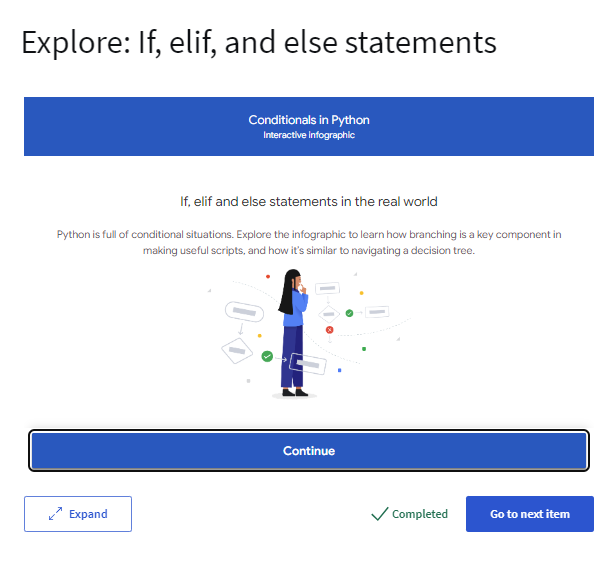 Explore: If, elif, and else statements
Conditionals in Python
Interactive infographic
If, elif and else statements in the real world
Python is full of conditional situations. Explore the infographic to learn how branching is a key component in
making useful scripts, and how it's similar to navigating a decision tree.
Continue
Expand
Completed
Go to next item